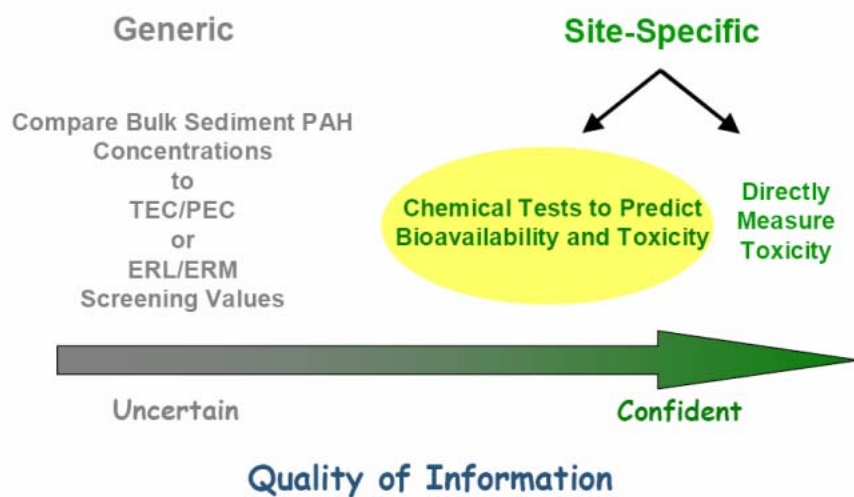 Generic
Compare Bulk Sediment PAH
Concentrations
to
TEC/PEC
or
ERL/ERM
Screening Values
Site-Specific
Chemical Tests to Predict
Bioavailability and Toxicity
Directly
Measure
Toxicity
Uncertain
Confident
Quality of Information